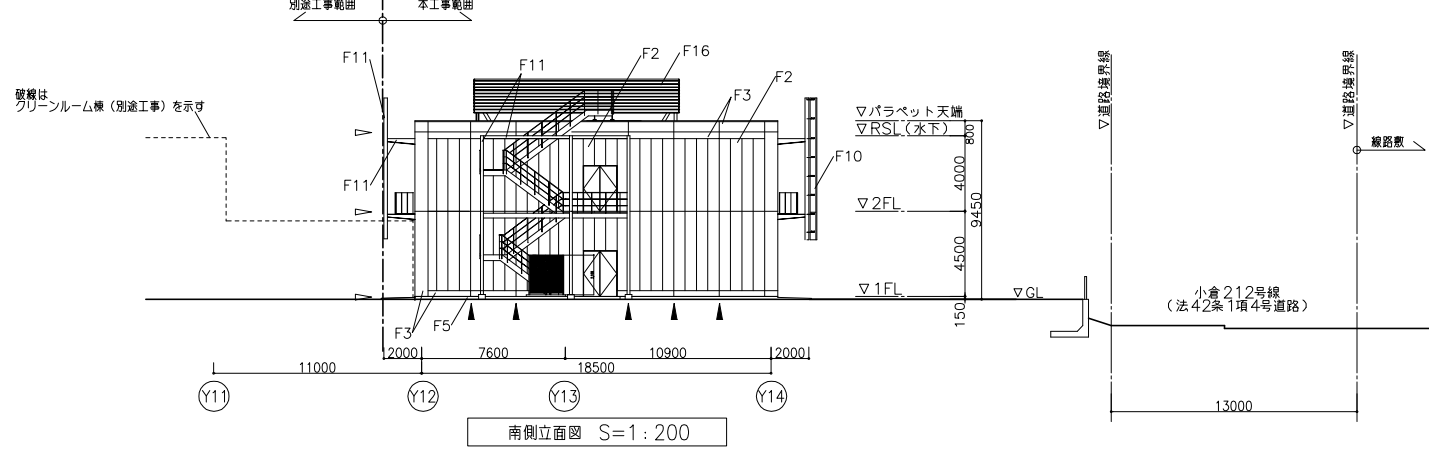 別途工事範囲
本工事範囲
F11
F11
F2
F16
F2
F3
破線は
クリーンルーム棟（別途工事）を示す
▽パラペット天端
▽RSL（水下）
800
▽道路境界線
▽道路境界線
線路敷
F11
F10
4000
9450
▽2FL
4500
▽1FL
▽GL
150
小倉212号線
（法42条1項4号道路）
F3
F5
2000
7600
10900
2000
11000
18500
Y11
Y12
Y13
Y14
13000
南側立面図 S=1:200